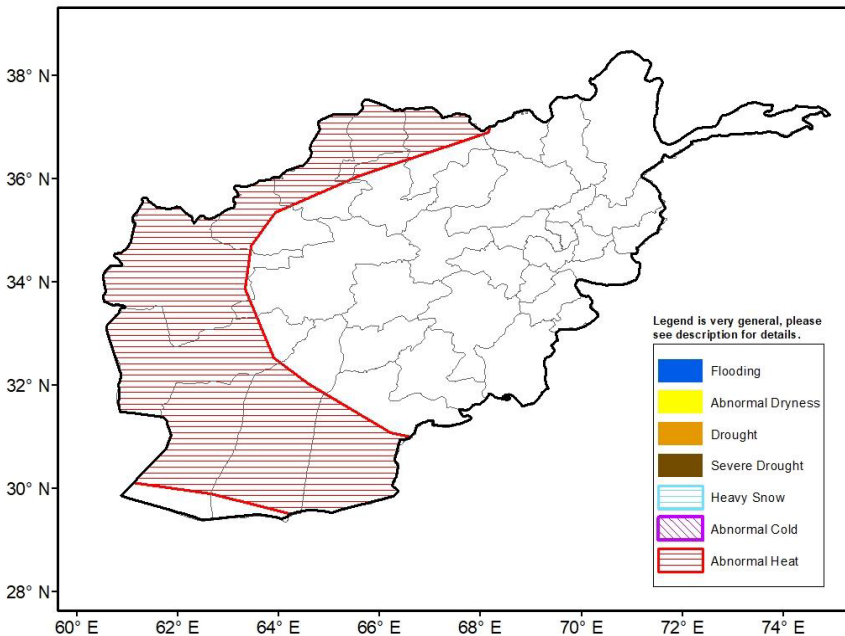 38° N
36° N
34° N
32° N
30° N
28° N
Legend is very general, please
see description for details.
Flooding
Abnormal Dryness
Drought
Severe Drought
Heavy Snow
Abnormal Cold
Abnormal Heat
60° E 62° E 64° E 66° E 68° E 70° E 72° E 74° E